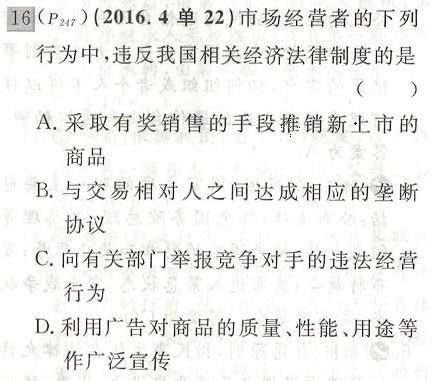 16 (P247)(2016.4单22)市场经营者的下列
行为中,违反我国相关经济法律制度的是
(　　)
A. 采取有奖销售的手段推销新上市的
商品
B. 与交易相对人之间达成相应的垄断
协议
C. 向有关部门举报竞争对手的违法经营
行为
D. 利用广告对商品的质量、性能、用途等
作广泛宣传